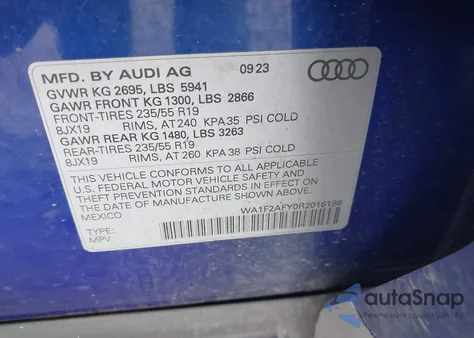 MFD. BY AUDI AG 09 23
GVWR KG 2695, LBS 5941
GAWR FRONT KG 1300, LBS 2866
FRONT-TIRES 235/55 R19
8JX19 RIMS, AT 240 KPA 35 PSI COLD
GAWR REAR KG 1480, LBS 3263
REAR-TIRES 235/55 R19
8JX19 RIMS, AT 260 KPA 38 PSI COLD
THIS VEHICLE CONFORMS TO ALL APPLICABLE
U.S. FEDERAL MOTOR VEHICLE SAFETY AND
THEFT PREVENTION STANDARDS IN EFFECT ON
THE DATE OF MANUFACTURE SHOWN ABOVE.
MEXICO WA1F2AFY0R2016198
TYPE:
MPV
autoSnap